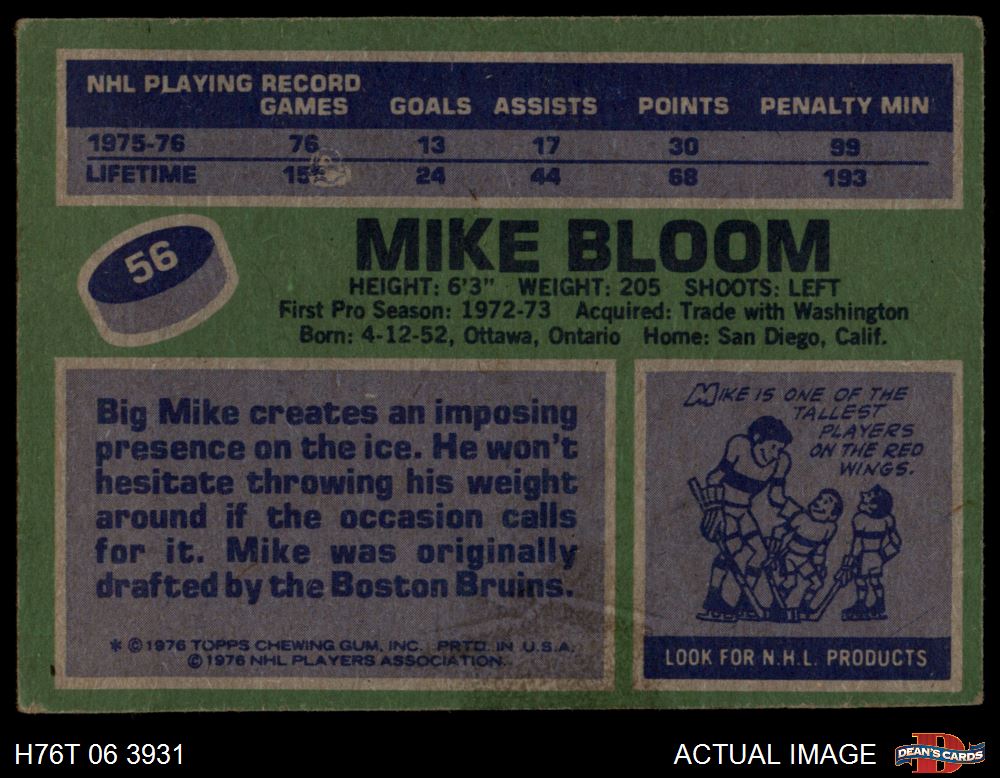 NHL PLAYING RECORD
GAMES GOALS ASSISTS POINTS PENALTY MIN
1975-76 76 13 17 30 99
LIFETIME 24 44 68 193
56
MIKE BLOOM
HEIGHT: 6'3" WEIGHT: 205 SHOOTS: LEFT
First Pro Season: 1972-73 Acquired: Trade with Washington
Born: 4-12-52, Ottawa, Ontario Home: San Diego, Calif.
Big Mike creates an imposing
presence on the ice. He won't
hesitate throwing his weight
around if the occasion calls
for it. Mike was originally
drafted by the Boston Bruins.
* ©1976 TOPPS CHEWING GUM, INC. PRTD. IN U.S.A.
©1976 NHL PLAYERS ASSOCIATION.
MIKE IS ONE OF THE
TALLEST
PLAYERS
ON THE RED
WINGS.
LOOK FOR N.H.L. PRODUCTS
H76T 06 3931
ACTUAL IMAGE
D
DEAN'S CARDS